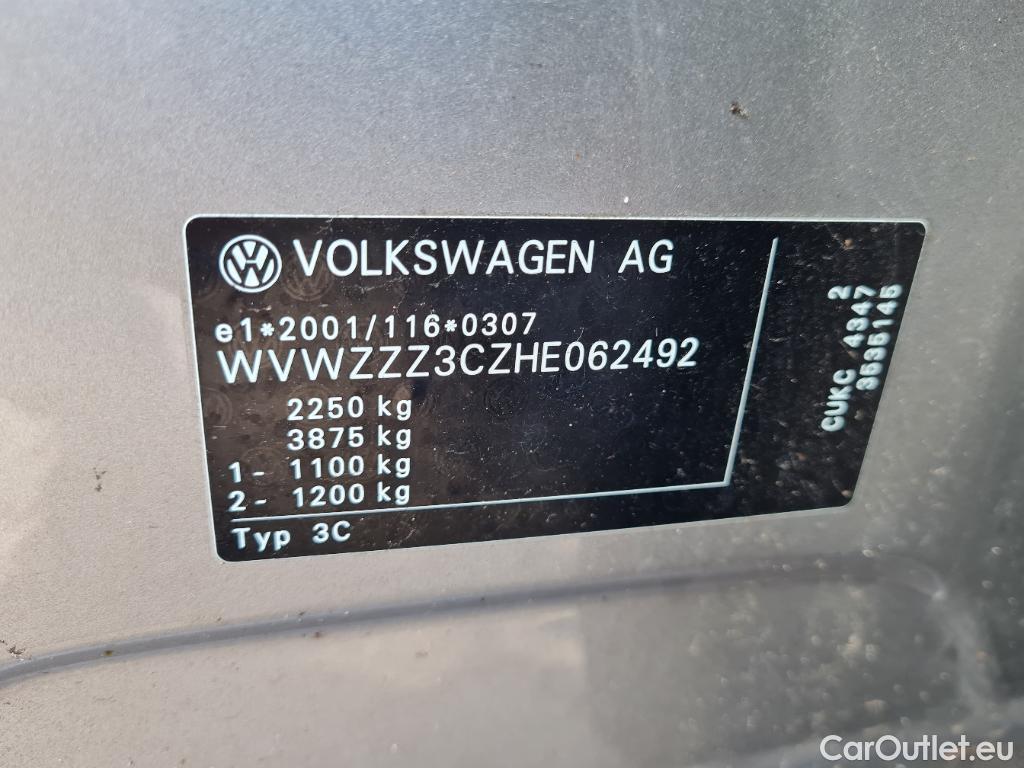 VOLKSWAGEN AG
e1*2001/116*0307
WVWZZZ3CZHE062492
2250 kg
3875 kg
1 - 1100 kg
2 - 1200 kg
Typ 3C
2
CUKC 4347
3535145
CarOutlet.eu